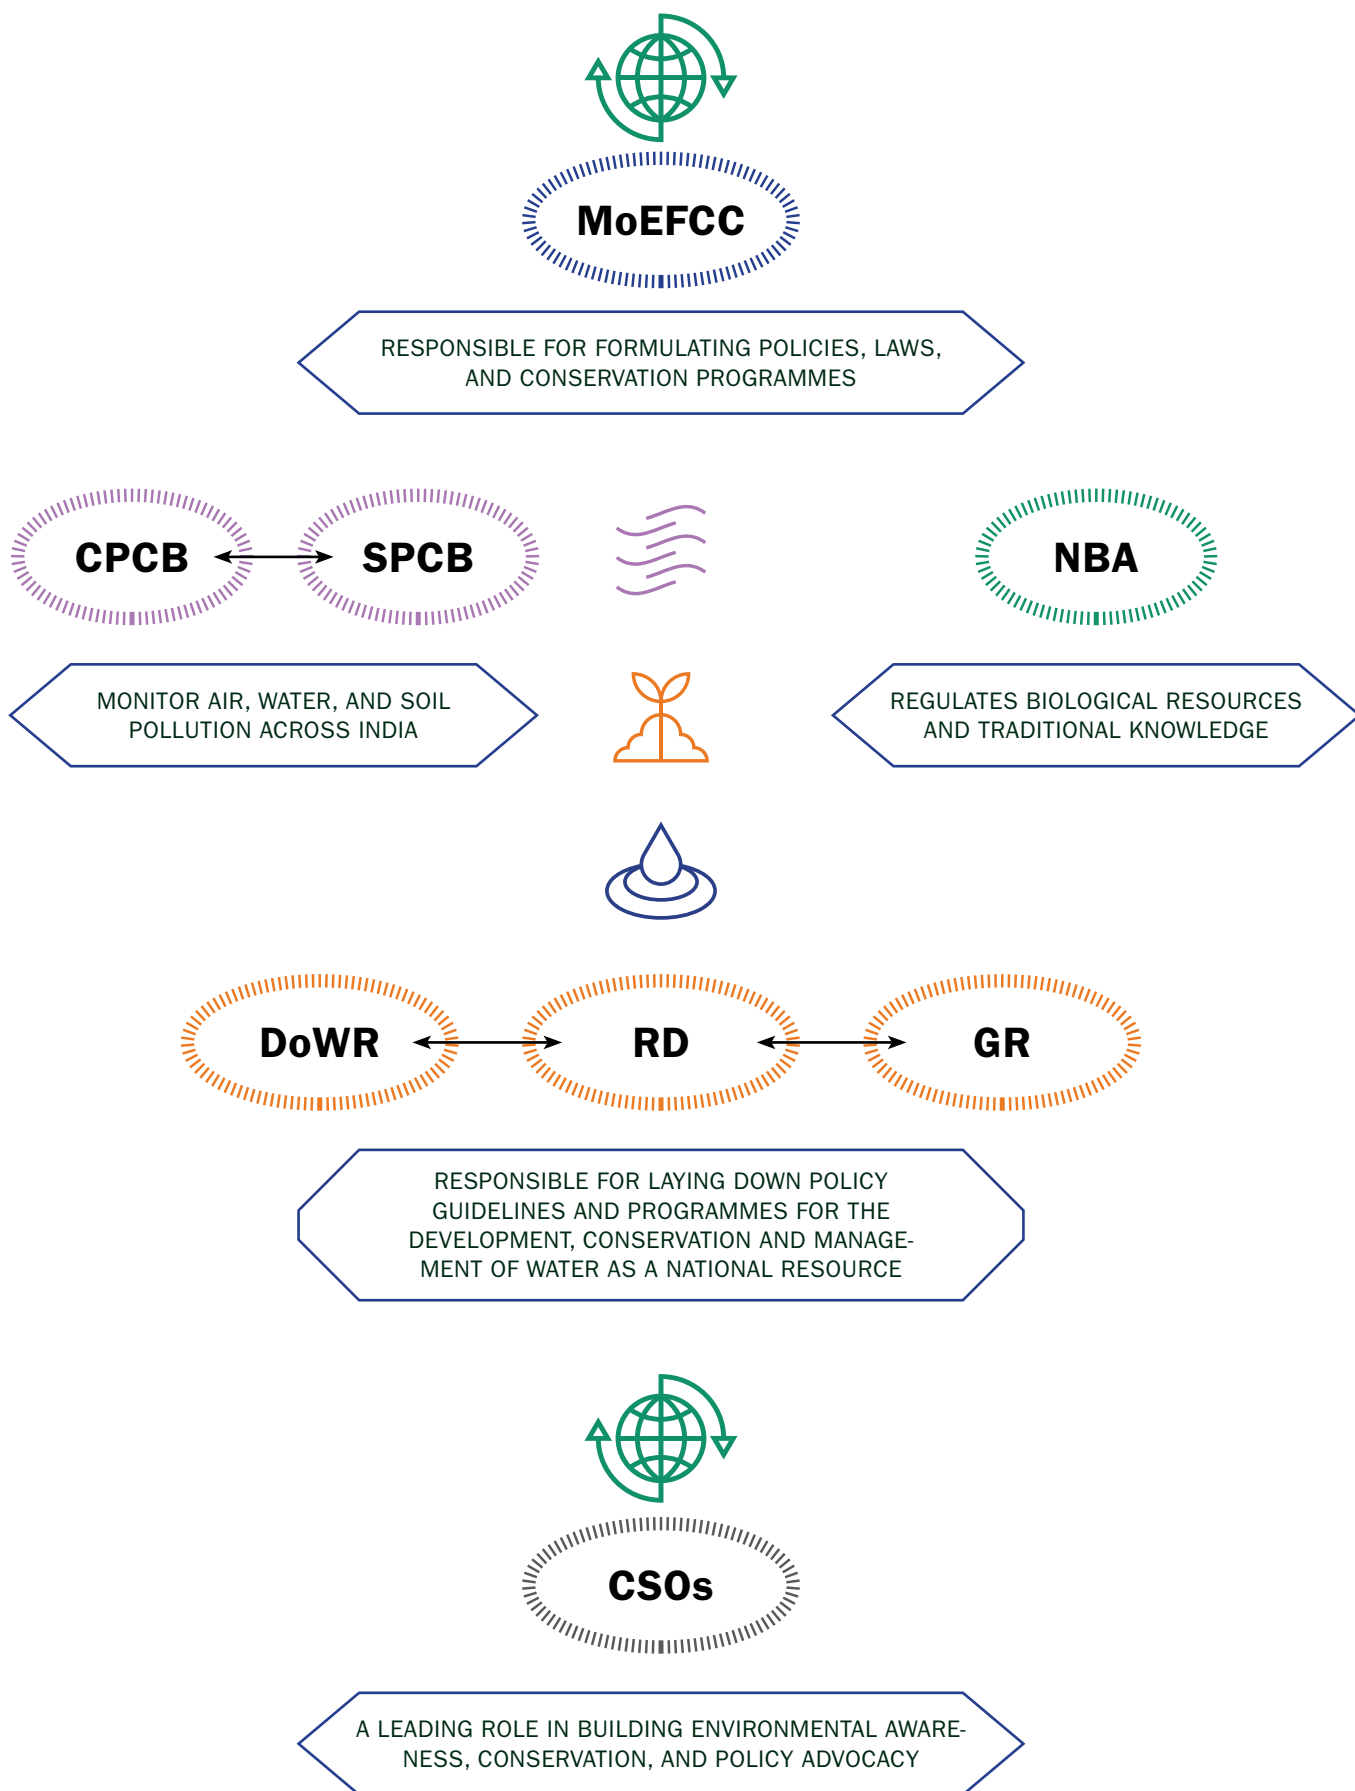 MoEFCC
RESPONSIBLE FOR FORMULATING POLICIES, LAWS,
AND CONSERVATION PROGRAMMES
CPCB
SPCB
MONITOR AIR, WATER, AND SOIL
POLLUTION ACROSS INDIA
NBA
REGULATES BIOLOGICAL RESOURCES
AND TRADITIONAL KNOWLEDGE
DoWR
RD
GR
RESPONSIBLE FOR LAYING DOWN POLICY
GUIDELINES AND PROGRAMMES FOR THE
DEVELOPMENT, CONSERVATION AND MANAGE-
MENT OF WATER AS A NATIONAL RESOURCE
CSOs
A LEADING ROLE IN BUILDING ENVIRONMENTAL AWARE-
NESS, CONSERVATION, AND POLICY ADVOCACY